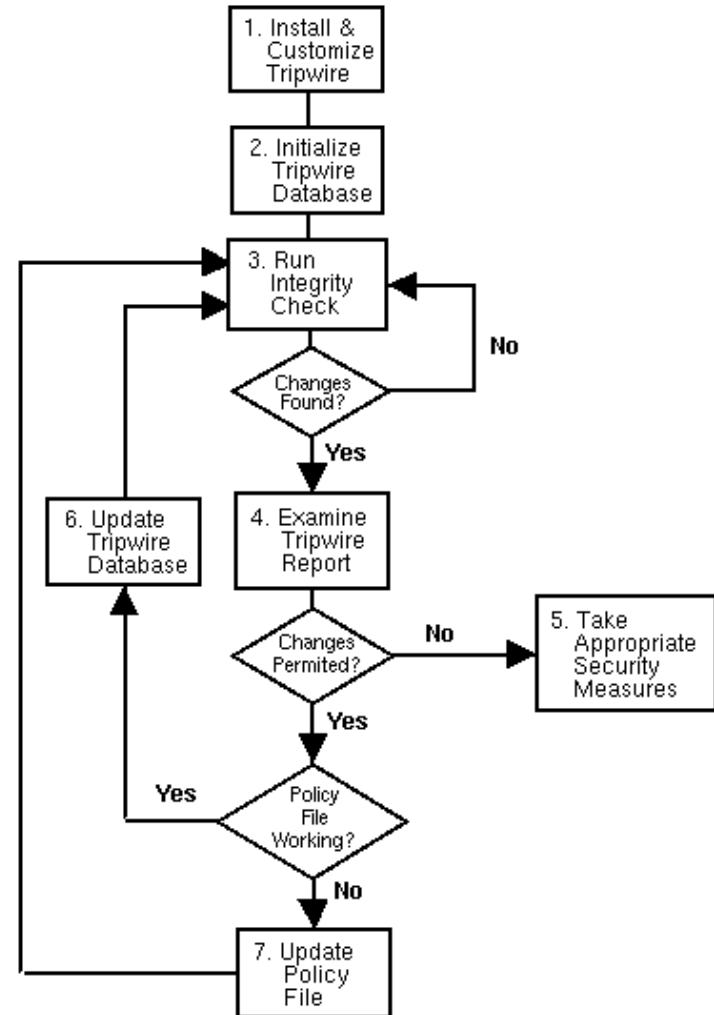 1. Install &
Customize
Tripwire
2. Initialize
Tripwire
Database
3. Run
Integrity
Check
No
Changes
Found?
Yes
6. Update
Tripwire
Database
4. Examine
Tripwire
Report
Changes
Permited?
No
5. Take
Appropriate
Security
Measures
Yes
Yes
Policy
File
Working?
No
7. Update
Policy
File